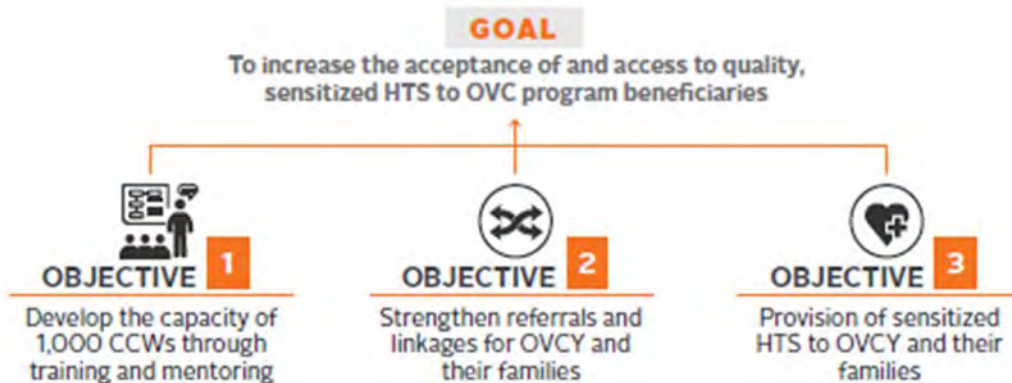 GOAL
To increase the acceptance of and access to quality,
sensitized HTS to OVC program beneficiaries
OBJECTIVE 1
Develop the capacity of
1,000 CCWs through
training and mentoring
OBJECTIVE 2
Strengthen referrals and
linkages for OVCY and
their families
OBJECTIVE 3
Provision of sensitized
HTS to OVCY and their
families